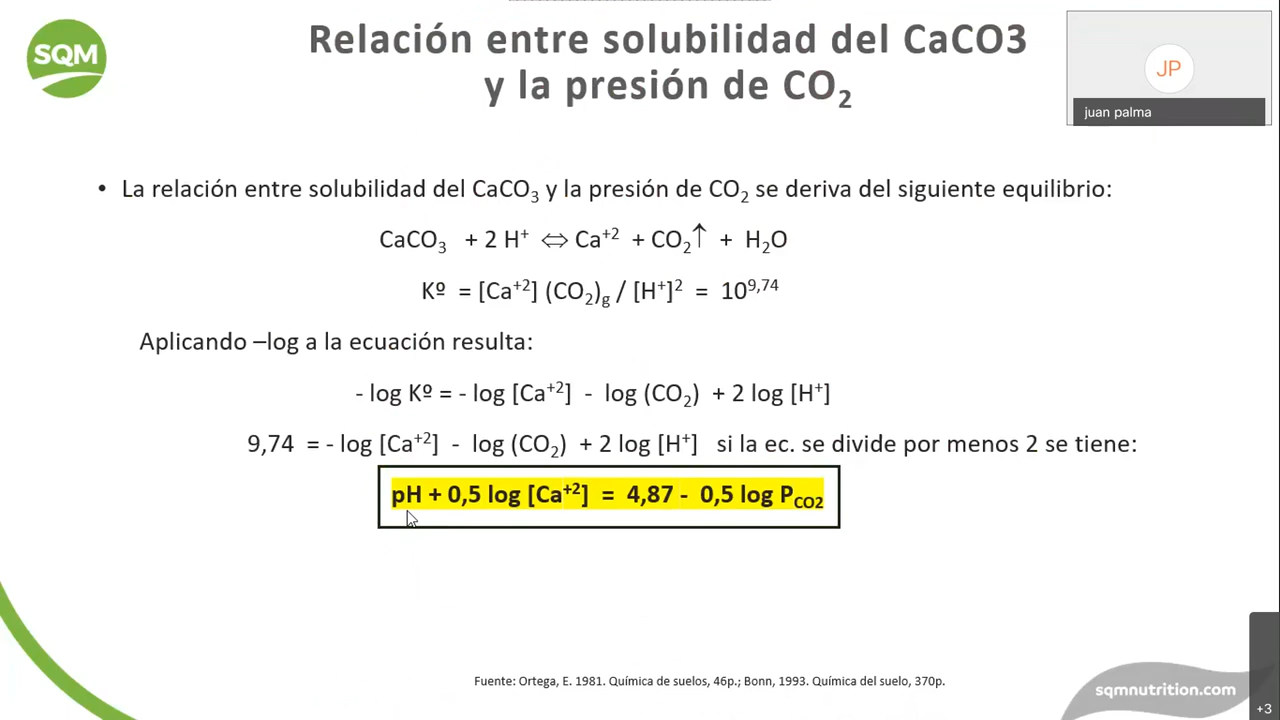 SQM
Relación entre solubilidad del CaCO3
y la presión de CO₂
JP
juan palma
• La relación entre solubilidad del CaCO₃ y la presión de CO₂ se deriva del siguiente equilibrio:
CaCO₃ + 2 H⁺ ⇔ Ca⁺² + CO₂↑ + H₂O
Kº = [Ca⁺²] (CO₂)g / [H⁺]² = 10⁹,⁷⁴
Aplicando –log a la ecuación resulta:
- log Kº = - log [Ca⁺²] - log (CO₂) + 2 log [H⁺]
9,74 = - log [Ca⁺²] - log (CO₂) + 2 log [H⁺] si la ec. se divide por menos 2 se tiene:
pH + 0,5 log [Ca⁺²] = 4,87 - 0,5 log P_CO2
Fuente: Ortega, E. 1981. Química de suelos, 46p.; Bonn, 1993. Química del suelo, 370p.
sqmnutrition.com
+3